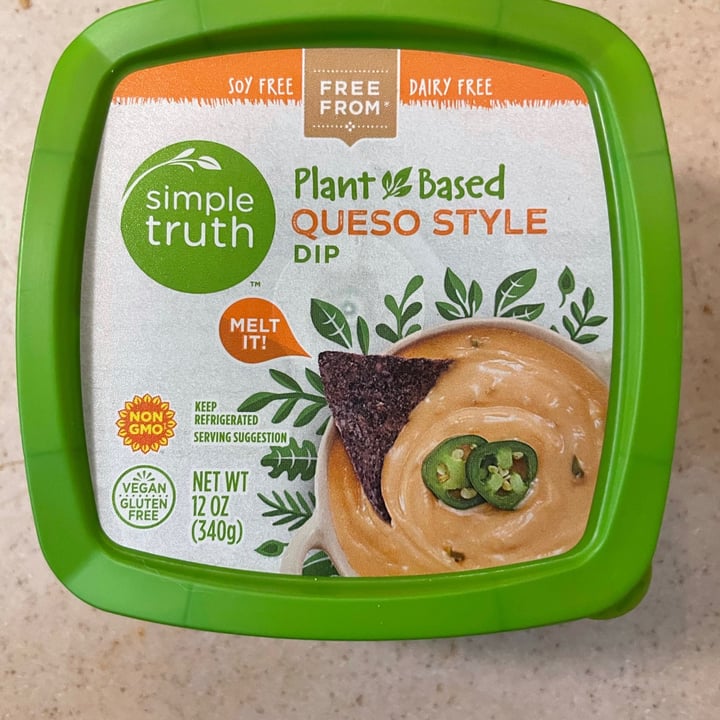 SOY FREE
FREE
FROM*
DAIRY FREE
simple
truth
™
Plant Based
QUESO STYLE
DIP
MELT
IT!
NON
GMO
KEEP
REFRIGERATED
SERVING SUGGESTION
VEGAN
GLUTEN
FREE
NET WT
12 OZ
(340g)